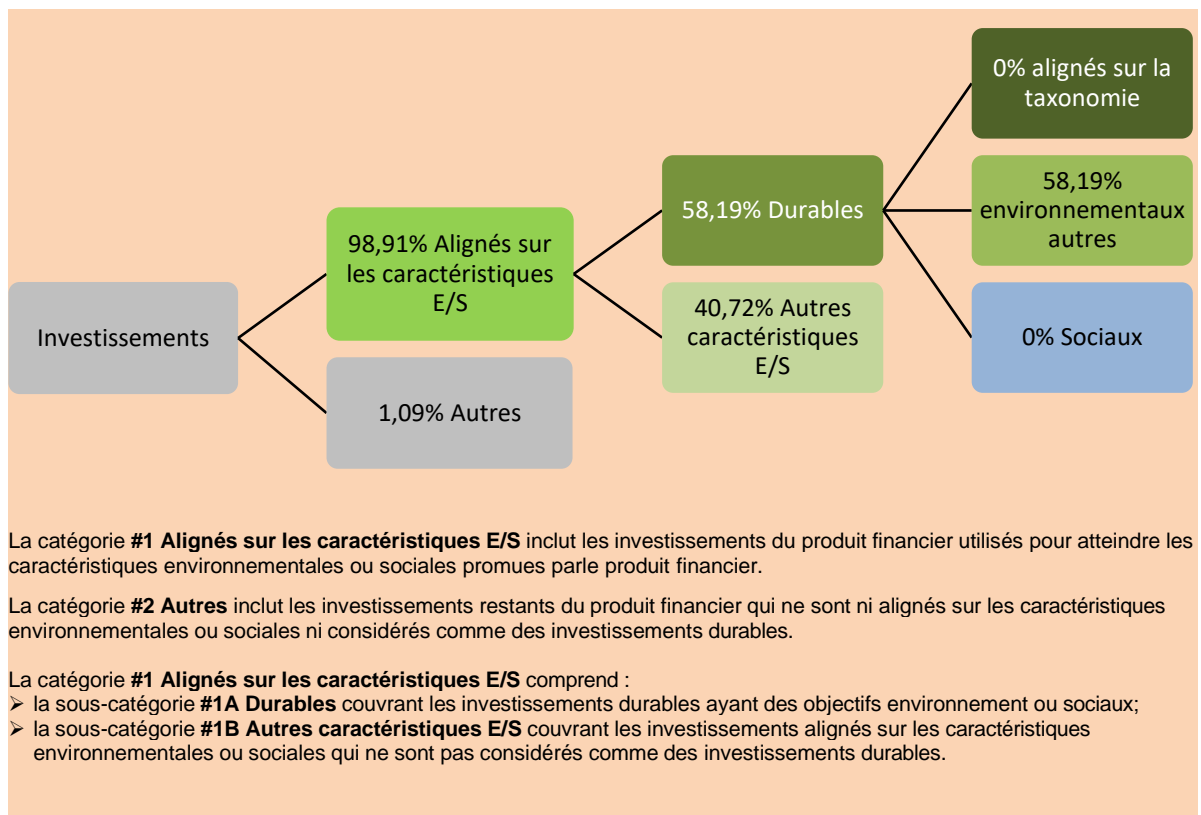 0% alignés sur la
taxonomie
58,19%
environnementaux
autres
58,19% Durables
98,91% Alignés sur
les caractéristiques
E/S
40,72% Autres
caractéristiques
E/S
Investissements
0% Sociaux
1,09% Autres
La catégorie #1 Alignés sur les caractéristiques E/S inclut les investissements du produit financier utilisés pour atteindre les
caractéristiques environnementales ou sociales promues parle produit financier.
La catégorie #2 Autres inclut les investissements restants du produit financier qui ne sont ni alignés sur les caractéristiques
environnementales ou sociales ni considérés comme des investissements durables.
La catégorie #1 Alignés sur les caractéristiques E/S comprend :
➢ la sous-catégorie #1A Durables couvrant les investissements durables ayant des objectifs environnement ou sociaux;
➢ la sous-catégorie #1B Autres caractéristiques E/S couvrant les investissements alignés sur les caractéristiques
environnementales ou sociales qui ne sont pas considérés comme des investissements durables.